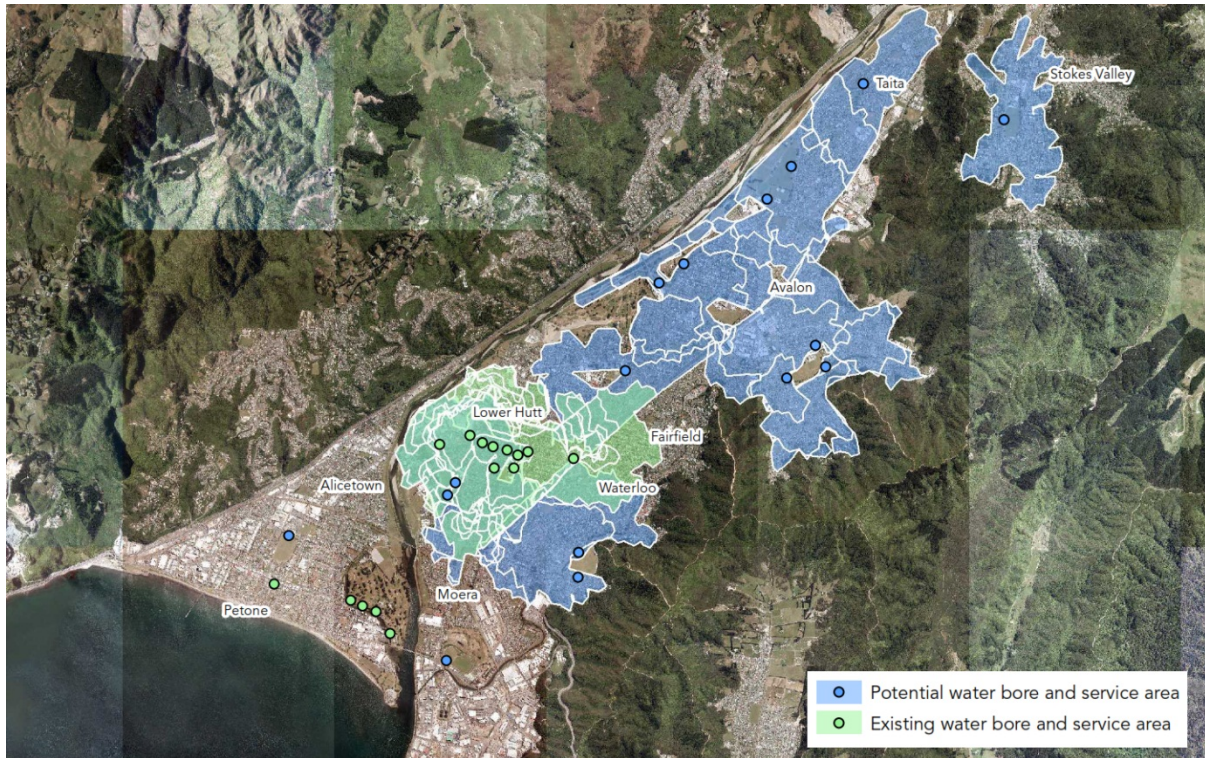 Taita
Stokes Valley
Avalon
Lower Hutt
Fairfield
Alicetown
Waterloo
Moera
Petone
Potential water bore and service area
Existing water bore and service area